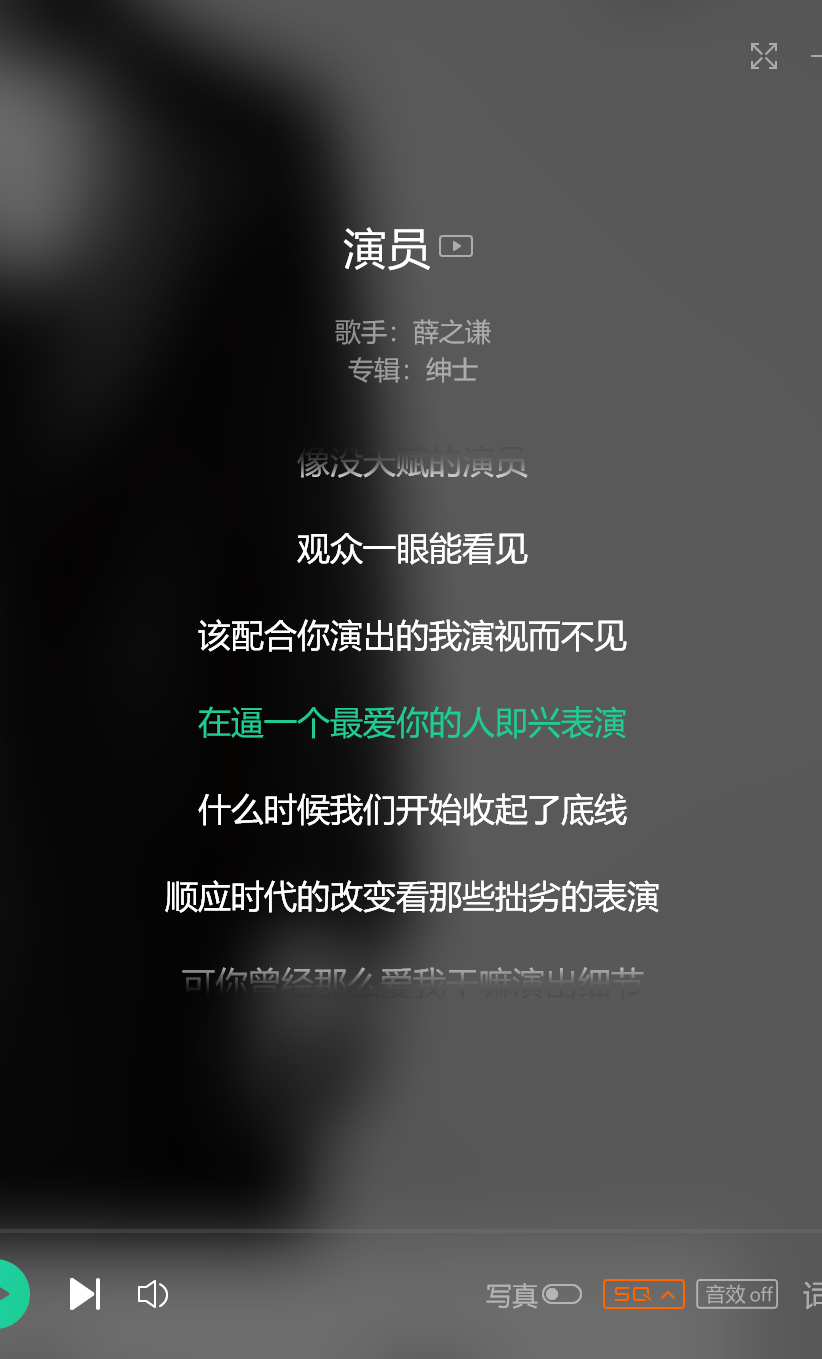 演员
歌手：薛之谦
专辑：绅士
像没天赋的演员
观众一眼能看见
该配合你演出的我演视而不见
在逼一个最爱你的人即兴表演
什么时候我们开始收起了底线
顺应时代的改变看那些拙劣的表演
可你曾经那么爱我干嘛演出细节
写真 SQ 音效 off 词